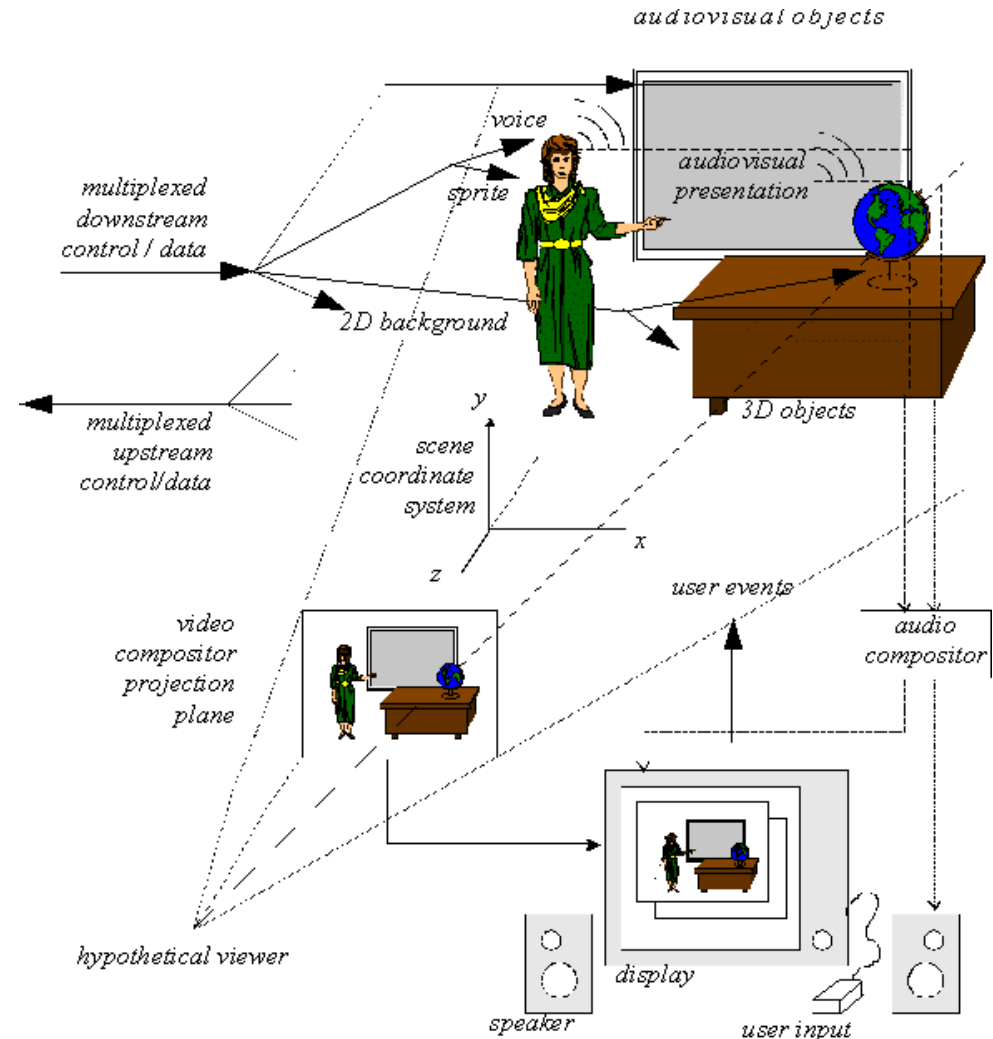 audiovisual objects
voice
sprite
audiovisual
presentation
multiplexed
downstream
control / data
2D background
3D objects
multiplexed
upstream
control/data
y
scene
coordinate
system
x
z
user events
audio
compositor
video
compositor
projection
plane
hypothetical viewer
display
speaker
user input